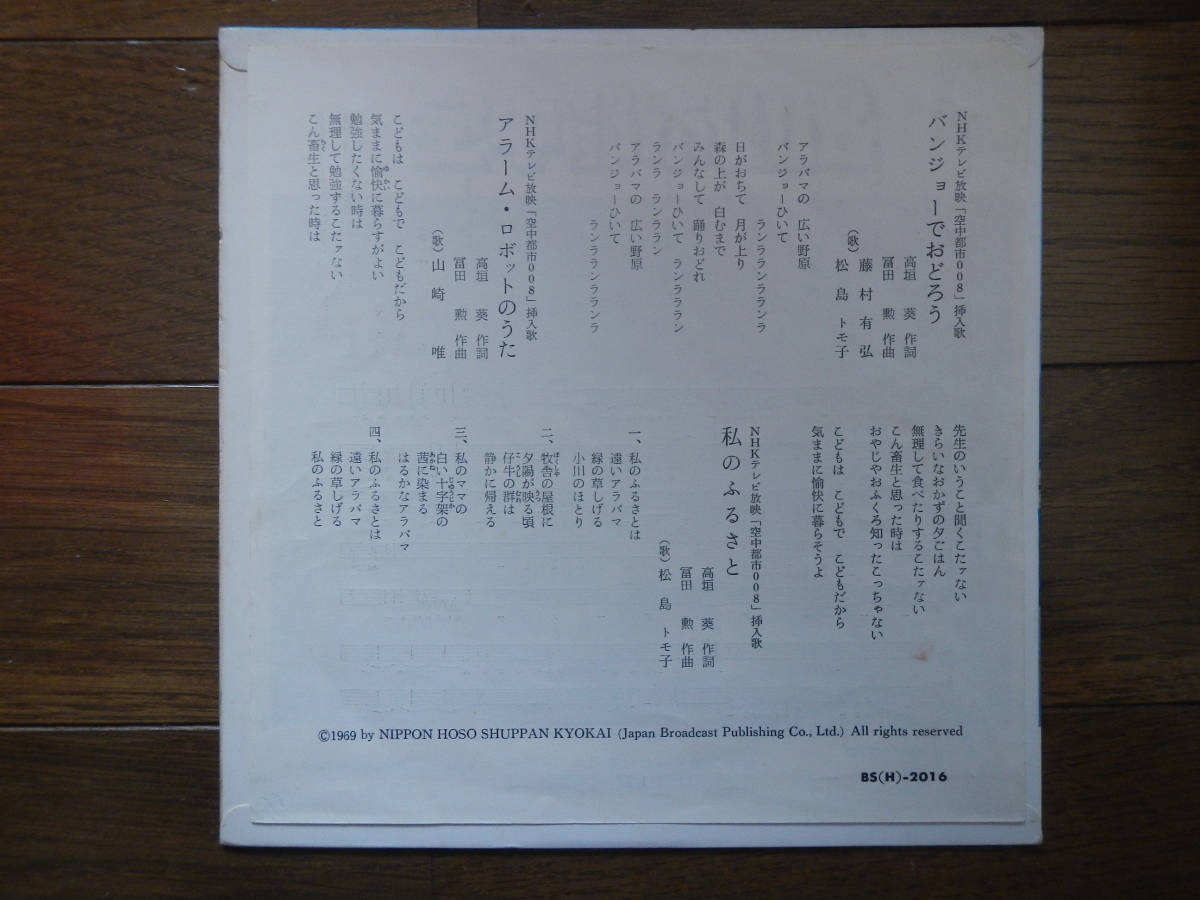 NHKテレビ放映「空中都市008」挿入歌
バンジョーでおどろう
高垣 葵 作詞
冨田 勲 作曲
(歌) 藤村有弘
松島トモ子
アラバマの 広い野原
バンジョーひいて
ランラランランランラ
日がおちて 月が上り
森の上が 白むまで
みんなして 踊りおどれ
バンジョーひいて ランラララン
ランラ ランランラン
アラバマの 広い野原
バンジョーひいて
ランラランランランラ
NHKテレビ放映「空中都市008」挿入歌
アラーム・ロボットのうた
高垣 葵 作詞
冨田 勲 作曲
(歌) 山崎 唯
こどもは こどもで こどもだから
気ままに愉快に暮らすがよい
勉強したくない時は
無理して勉強するこたァない
こん畜生と思った時は
先生のいうこと聞くこたァない
きらいなおかずの夕ごはん
無理して食べたりするこたァない
こん畜生と思った時は
おやじやおふくろ知ったこっちゃない
こどもは こどもで こどもだから
気ままに愉快に暮らそうよ
NHKテレビ放映「空中都市008」挿入歌
私のふるさと
高垣 葵 作詞
冨田 勲 作曲
(歌) 松島トモ子
一、私のふるさとは
遠いアラバマ
緑の草しげる
小川のほとり
二、牧舎の屋根に
夕陽が映る頃
仔牛の群は
静かに帰える
三、私のママの
白い十字架の
茜に染まる
はるかなアラバマ
四、私のふるさとは
遠いアラバマ
緑の草しげる
私のふるさと
©1969 by NIPPON HOSO SHUPPAN KYOKAI (Japan Broadcast Publishing Co., Ltd.) All rights reserved
BS(H)-2016